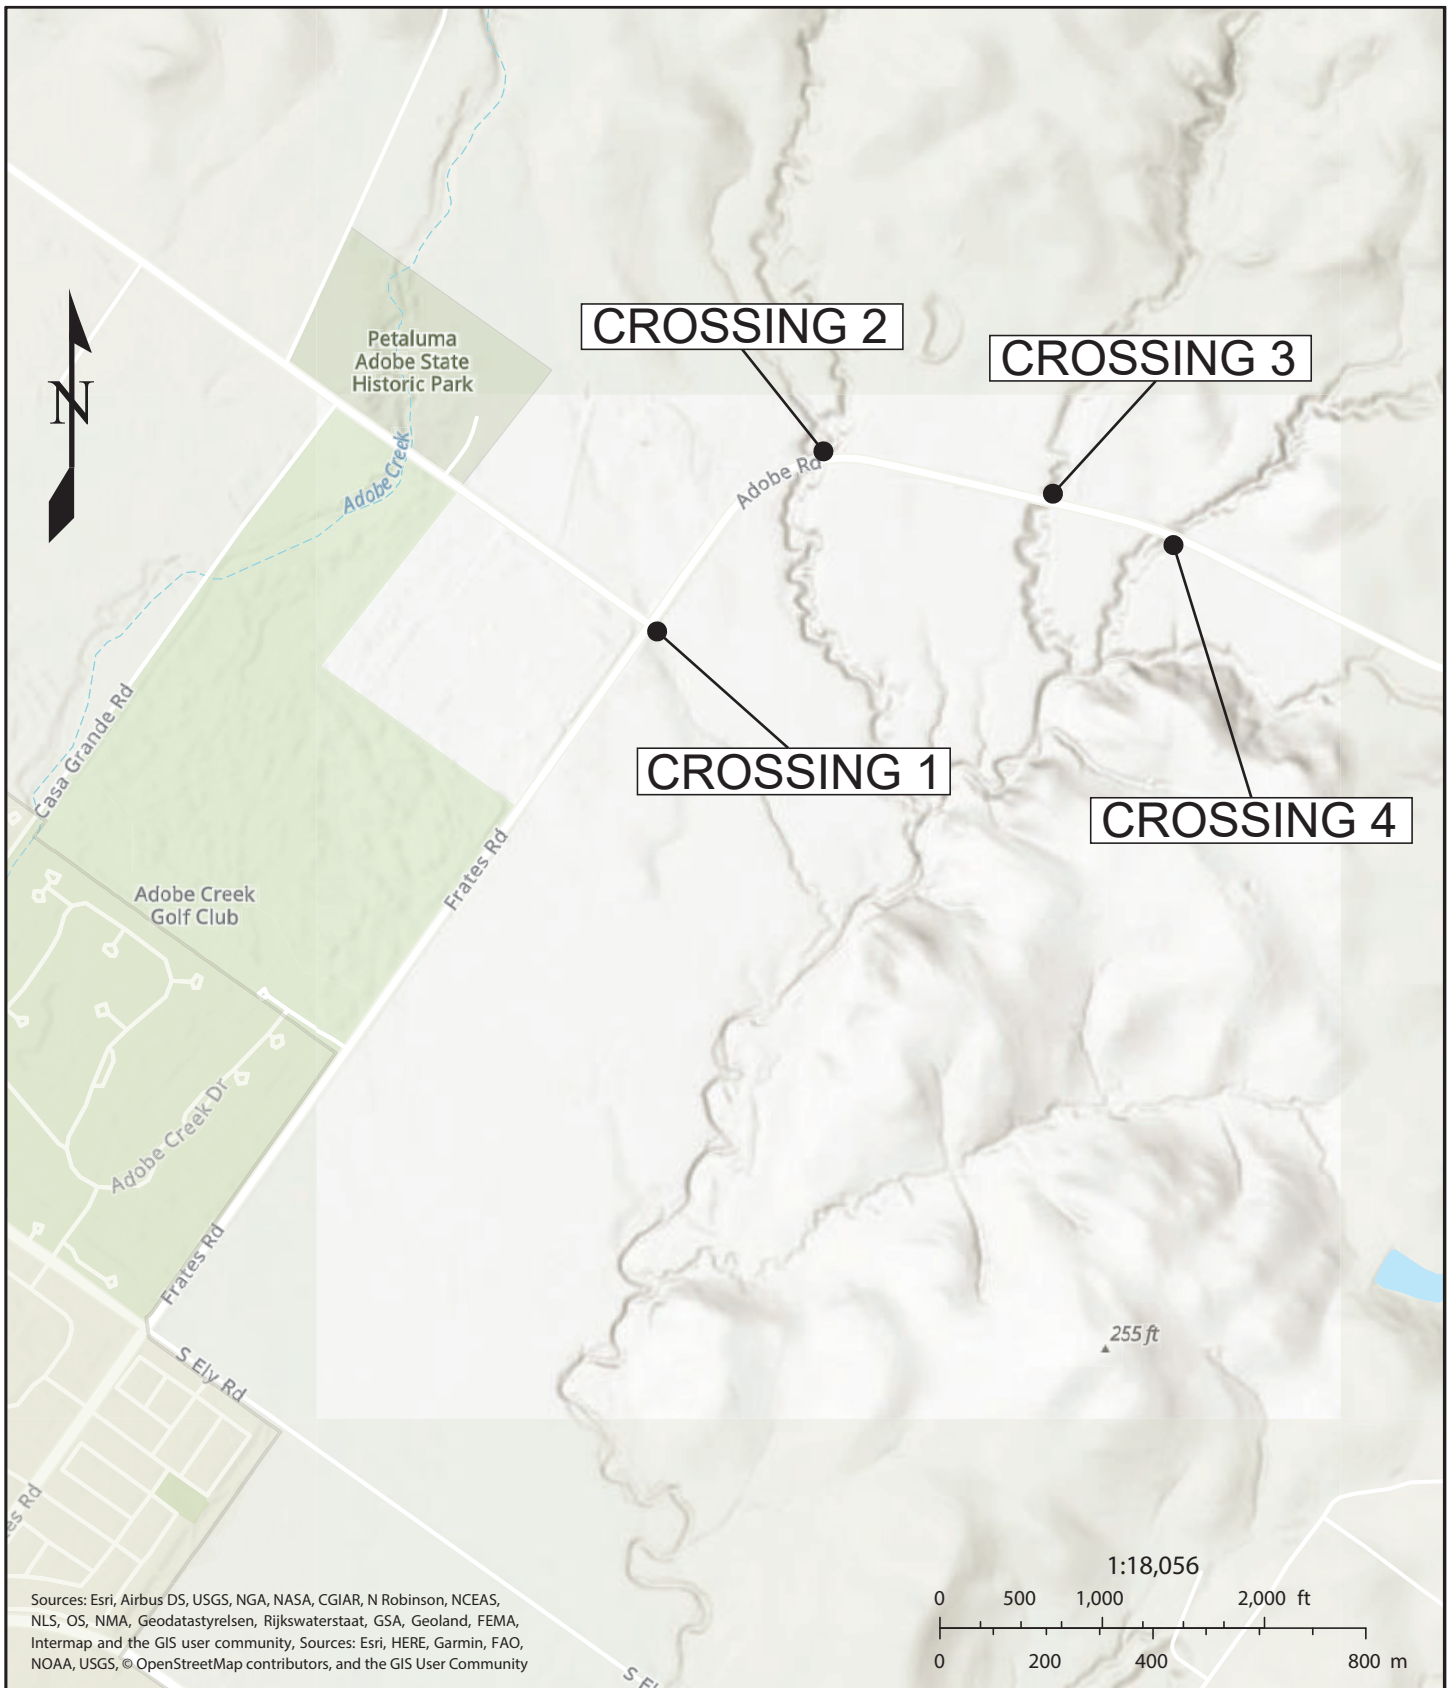 Petaluma
Adobe State
Historic Park
CROSSING 2
CROSSING 3
N
Adobe Creek
Adobe Rd
CROSSING 1
CROSSING 4
Casa Grande Rd
Frates Rd
Adobe Creek
Golf Club
Adobe Creek Dr
Frates Rd
255 ft
S Ely Rd
es Rd
1:18,056
0 500 1,000 2,000 ft
0 200 400 800 m
Sources: Esri, Airbus DS, USGS, NGA, NASA, CGIAR, N Robinson, NCEAS,
NLS, OS, NMA, Geodatastyrelsen, Rijkswaterstaat, GSA, Geoland, FEMA,
Intermap and the GIS user community, Sources: Esri, HERE, Garmin, FAO,
NOAA, USGS, © OpenStreetMap contributors, and the GIS User Community